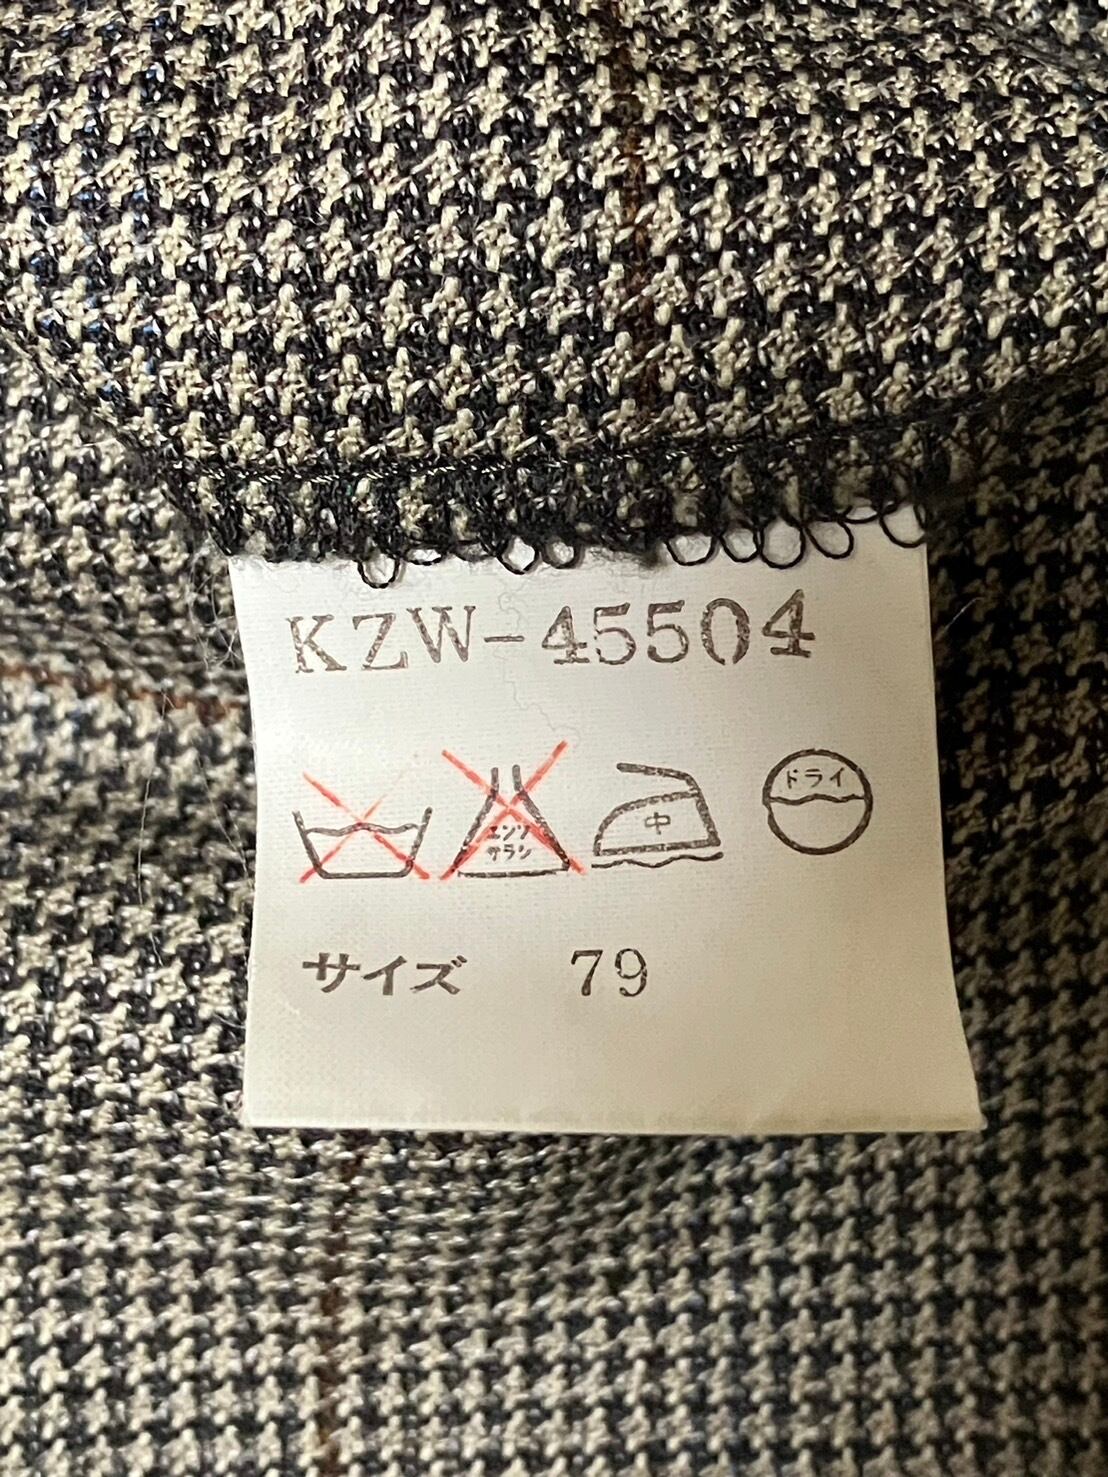 KZW-45504
エンソ
サラシ
中
ドライ
サイズ 79